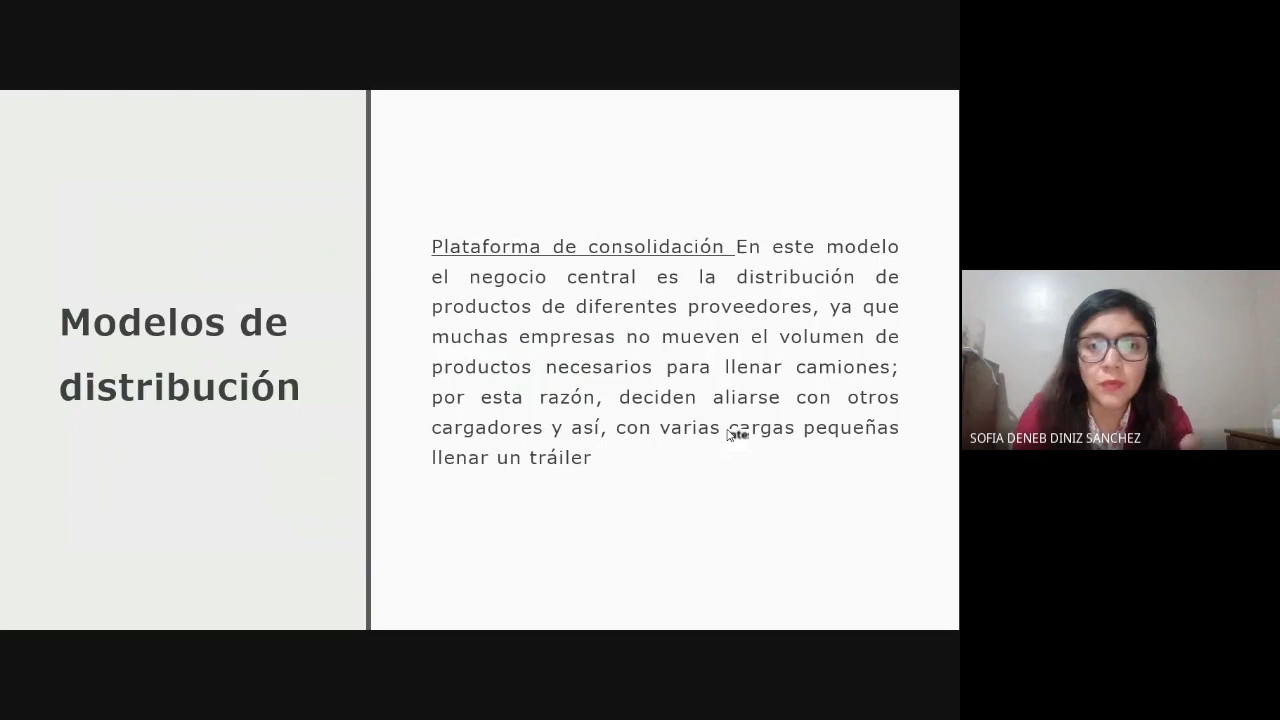 Modelos de
distribución
Plataforma de consolidación En este modelo
el negocio central es la distribución de
productos de diferentes proveedores, ya que
muchas empresas no mueven el volumen de
productos necesarios para llenar camiones;
por esta razón, deciden aliarse con otros
cargadores y así, con varias cargas pequeñas
llenar un tráiler
SOFIA DENEB DINIZ SANCHEZ